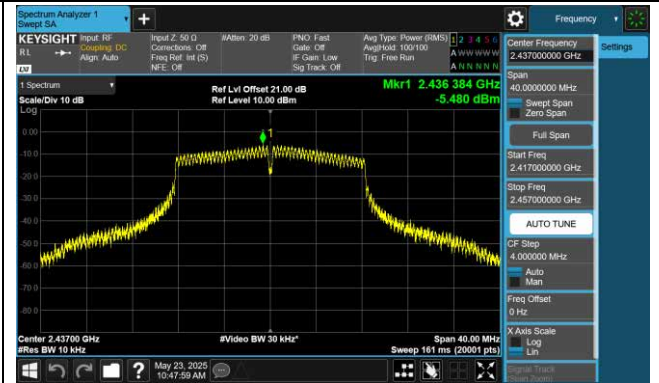 Spectrum Analyzer 1
Swept SA
+
Frequency
KEYSIGHT
RL
Input: RF
Coupling: DC
Align: Auto
Input Z: 50 Ω
Corrections: Off
Freq Ref: Int (S)
NFE: Off
#Atten: 20 dB
PNO: Fast
Gate: Off
IF Gain: Low
Sig Track: Off
Avg Type: Power (RMS)
Avg|Hold: 100/100
Trig: Free Run
1 2 3 4 5 6
A W W W W W
A N N N N N
1 Spectrum
Scale/Div 10 dB
Log
Ref Lvl Offset 21.00 dB
Ref Level 10.00 dBm
Mkr1 2.436 384 GHz
-5.480 dBm
1
0.00
-10.0
-20.0
-30.0
-40.0
-50.0
-60.0
-70.0
-80.0
Center 2.43700 GHz
#Res BW 10 kHz
#Video BW 30 kHz*
Span 40.00 MHz
Sweep 161 ms (20001 pts)
Center Frequency
2.437000000 GHz
Settings
Span
40.0000000 MHz
Swept Span
Zero Span
Full Span
Start Freq
2.417000000 GHz
Stop Freq
2.457000000 GHz
AUTO TUNE
CF Step
4.000000 MHz
Auto
Man
Freq Offset
0 Hz
X Axis Scale
Log
Lin
Signal Track
(Span Zoom)
?
May 23, 2025
10:47:59 AM